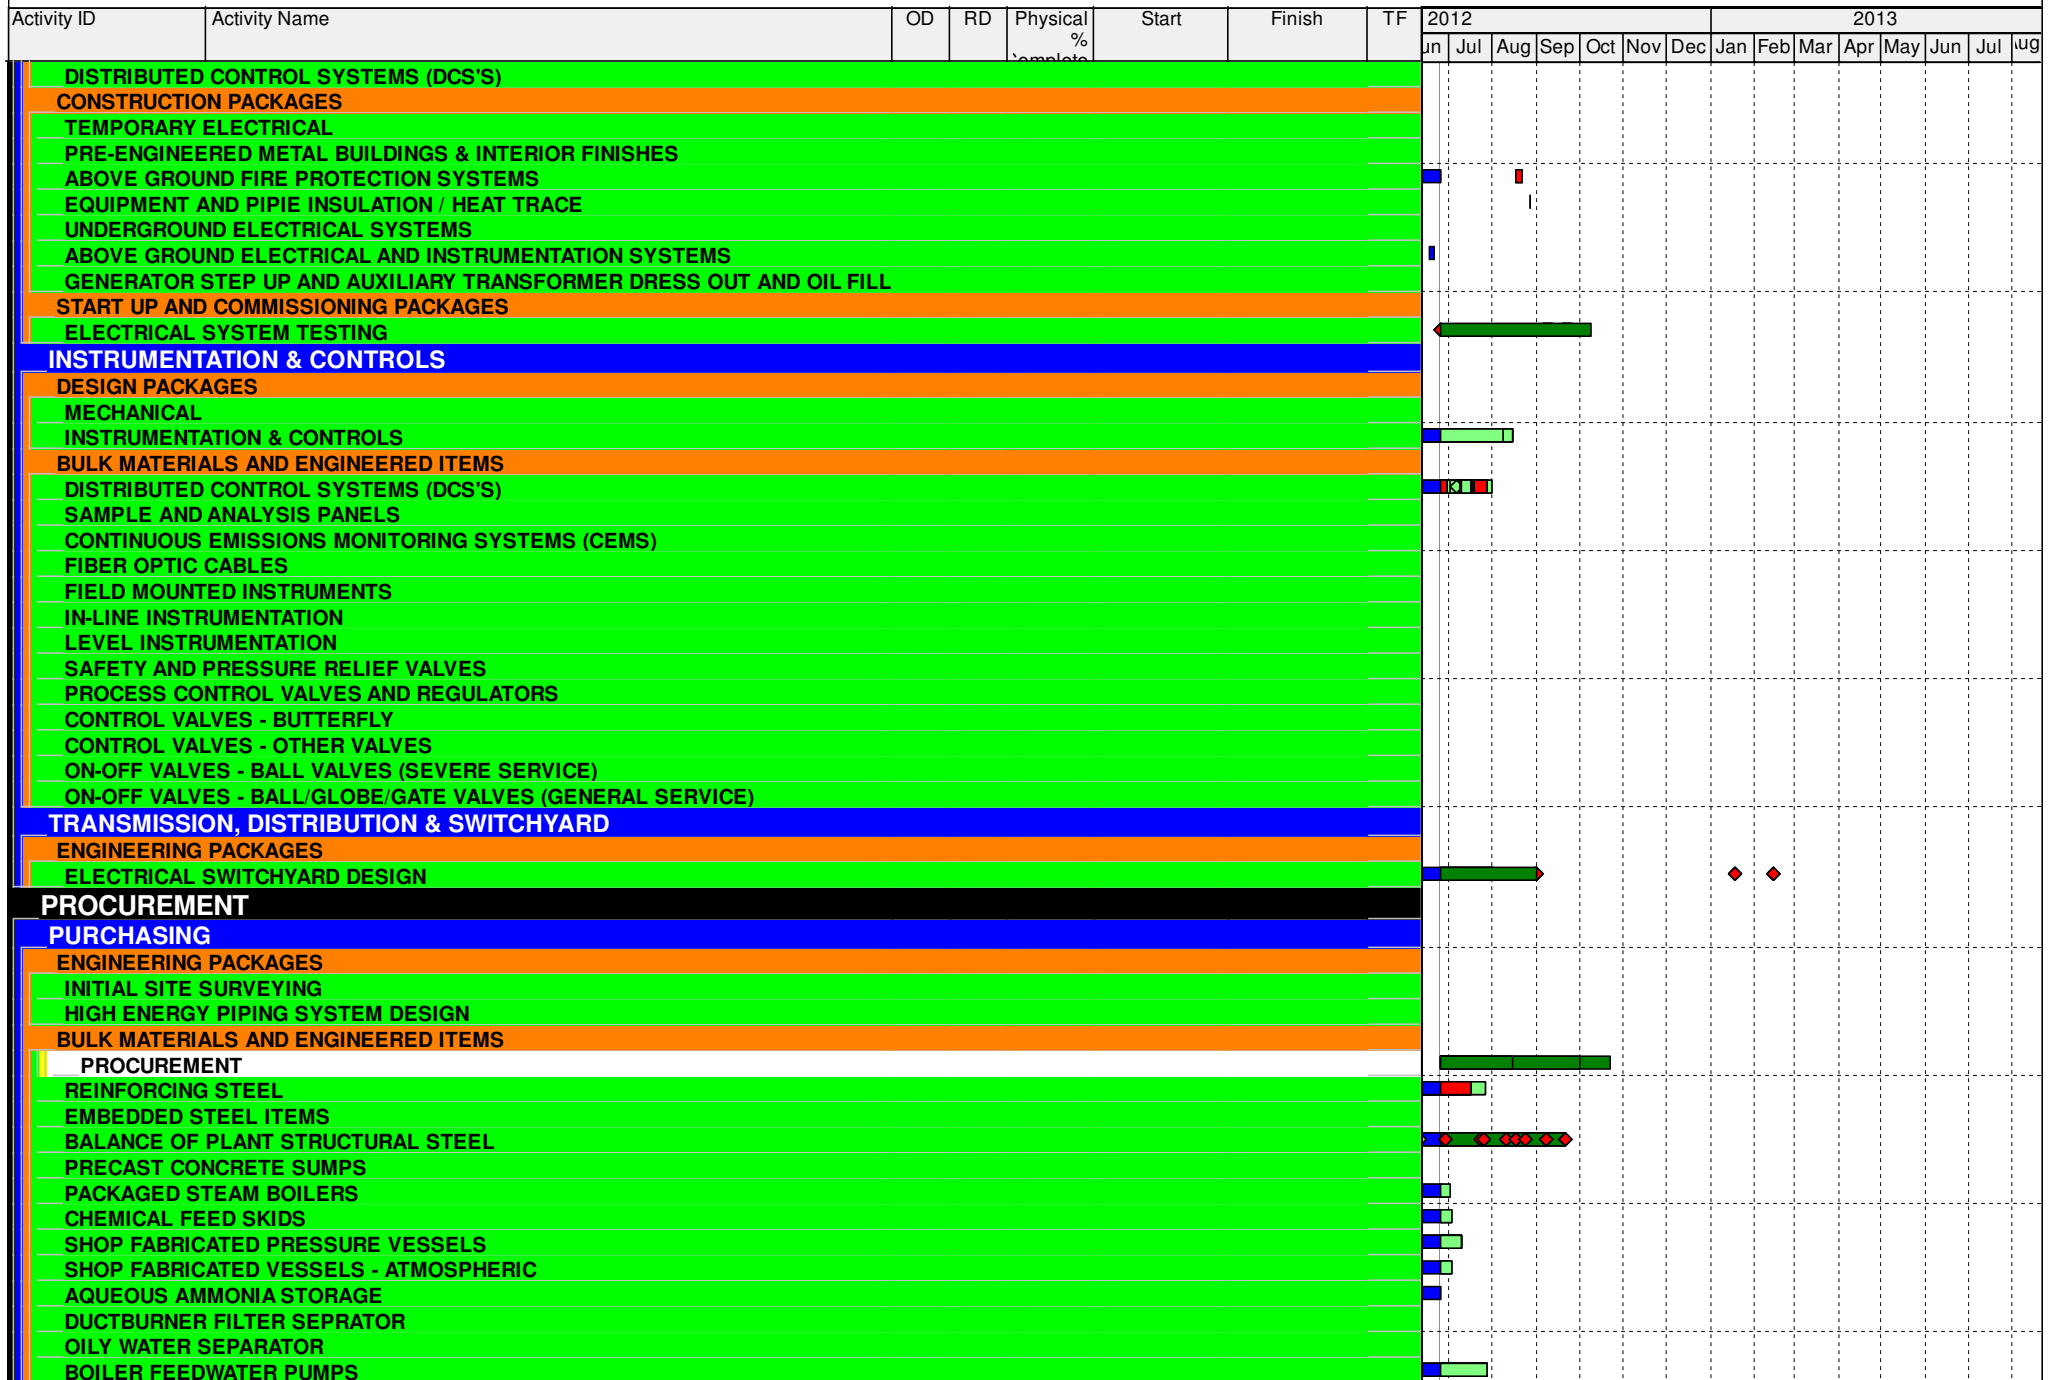 Activity ID Activity Name OD RD Physical Start Finish TF 2012 2013
%
Complete
un Jul Aug Sep Oct Nov Dec Jan Feb Mar Apr May Jun Jul Aug
DISTRIBUTED CONTROL SYSTEMS (DCS'S)
CONSTRUCTION PACKAGES
TEMPORARY ELECTRICAL
PRE-ENGINEERED METAL BUILDINGS & INTERIOR FINISHES
ABOVE GROUND FIRE PROTECTION SYSTEMS
EQUIPMENT AND PIPIE INSULATION / HEAT TRACE
UNDERGROUND ELECTRICAL SYSTEMS
ABOVE GROUND ELECTRICAL AND INSTRUMENTATION SYSTEMS
GENERATOR STEP UP AND AUXILIARY TRANSFORMER DRESS OUT AND OIL FILL
START UP AND COMMISSIONING PACKAGES
ELECTRICAL SYSTEM TESTING
INSTRUMENTATION & CONTROLS
DESIGN PACKAGES
MECHANICAL
INSTRUMENTATION & CONTROLS
BULK MATERIALS AND ENGINEERED ITEMS
DISTRIBUTED CONTROL SYSTEMS (DCS'S)
SAMPLE AND ANALYSIS PANELS
CONTINUOUS EMISSIONS MONITORING SYSTEMS (CEMS)
FIBER OPTIC CABLES
FIELD MOUNTED INSTRUMENTS
IN-LINE INSTRUMENTATION
LEVEL INSTRUMENTATION
SAFETY AND PRESSURE RELIEF VALVES
PROCESS CONTROL VALVES AND REGULATORS
CONTROL VALVES - BUTTERFLY
CONTROL VALVES - OTHER VALVES
ON-OFF VALVES - BALL VALVES (SEVERE SERVICE)
ON-OFF VALVES - BALL/GLOBE/GATE VALVES (GENERAL SERVICE)
TRANSMISSION, DISTRIBUTION & SWITCHYARD
ENGINEERING PACKAGES
ELECTRICAL SWITCHYARD DESIGN
PROCUREMENT
PURCHASING
ENGINEERING PACKAGES
INITIAL SITE SURVEYING
HIGH ENERGY PIPING SYSTEM DESIGN
BULK MATERIALS AND ENGINEERED ITEMS
PROCUREMENT
REINFORCING STEEL
EMBEDDED STEEL ITEMS
BALANCE OF PLANT STRUCTURAL STEEL
PRECAST CONCRETE SUMPS
PACKAGED STEAM BOILERS
CHEMICAL FEED SKIDS
SHOP FABRICATED PRESSURE VESSELS
SHOP FABRICATED VESSELS - ATMOSPHERIC
AQUEOUS AMMONIA STORAGE
DUCTBURNER FILTER SEPRATOR
OILY WATER SEPARATOR
BOILER FEEDWATER PUMPS